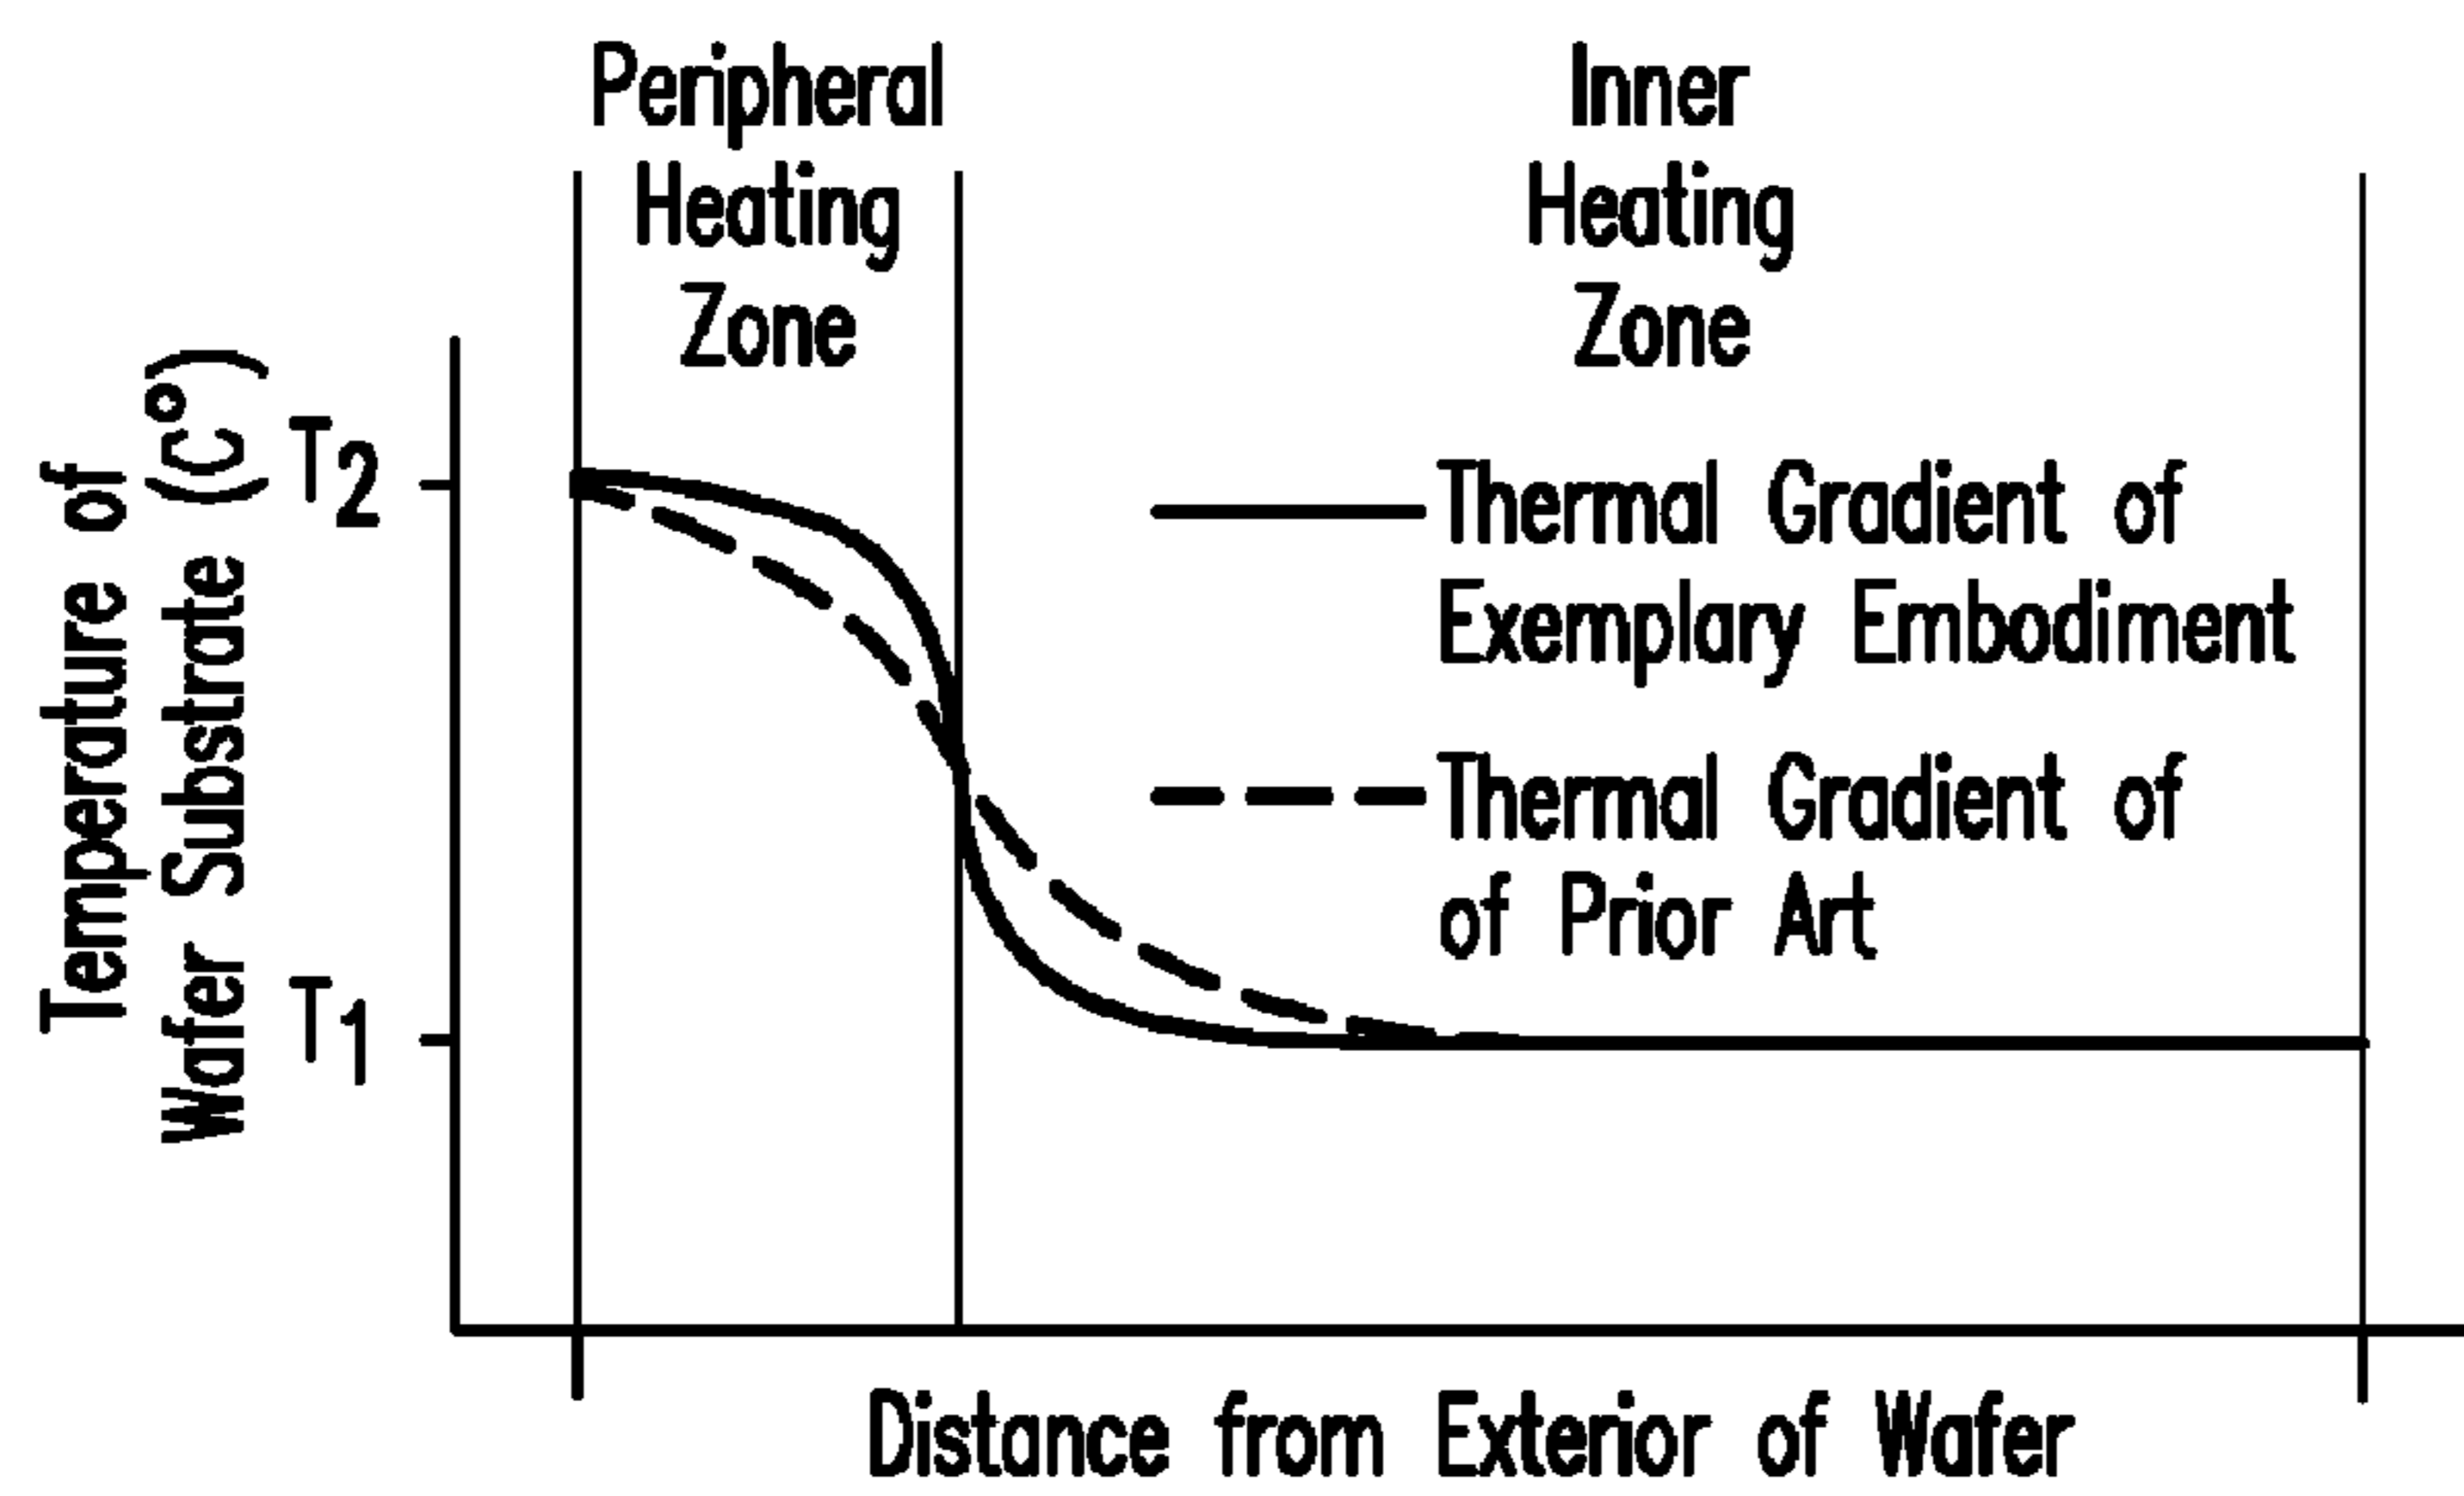 Peripheral
Heating
Zone
Inner
Heating
Zone
Temperature of
Wafer Substrate (C°)
T2
T1
Thermal Gradient of
Exemplary Embodiment
Thermal Gradient of
of Prior Art
Distance from Exterior of Wafer